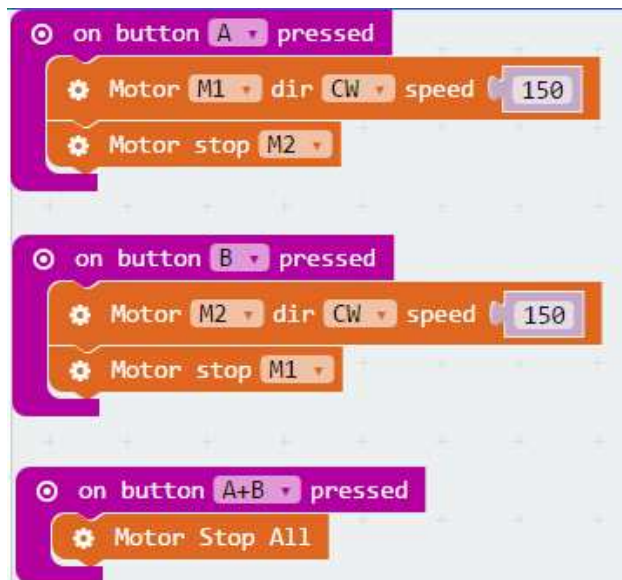 on button A pressed
Motor M1 dir CW speed 150
Motor stop M2
on button B pressed
Motor M2 dir CW speed 150
Motor stop M1
on button A+B pressed
Motor Stop All